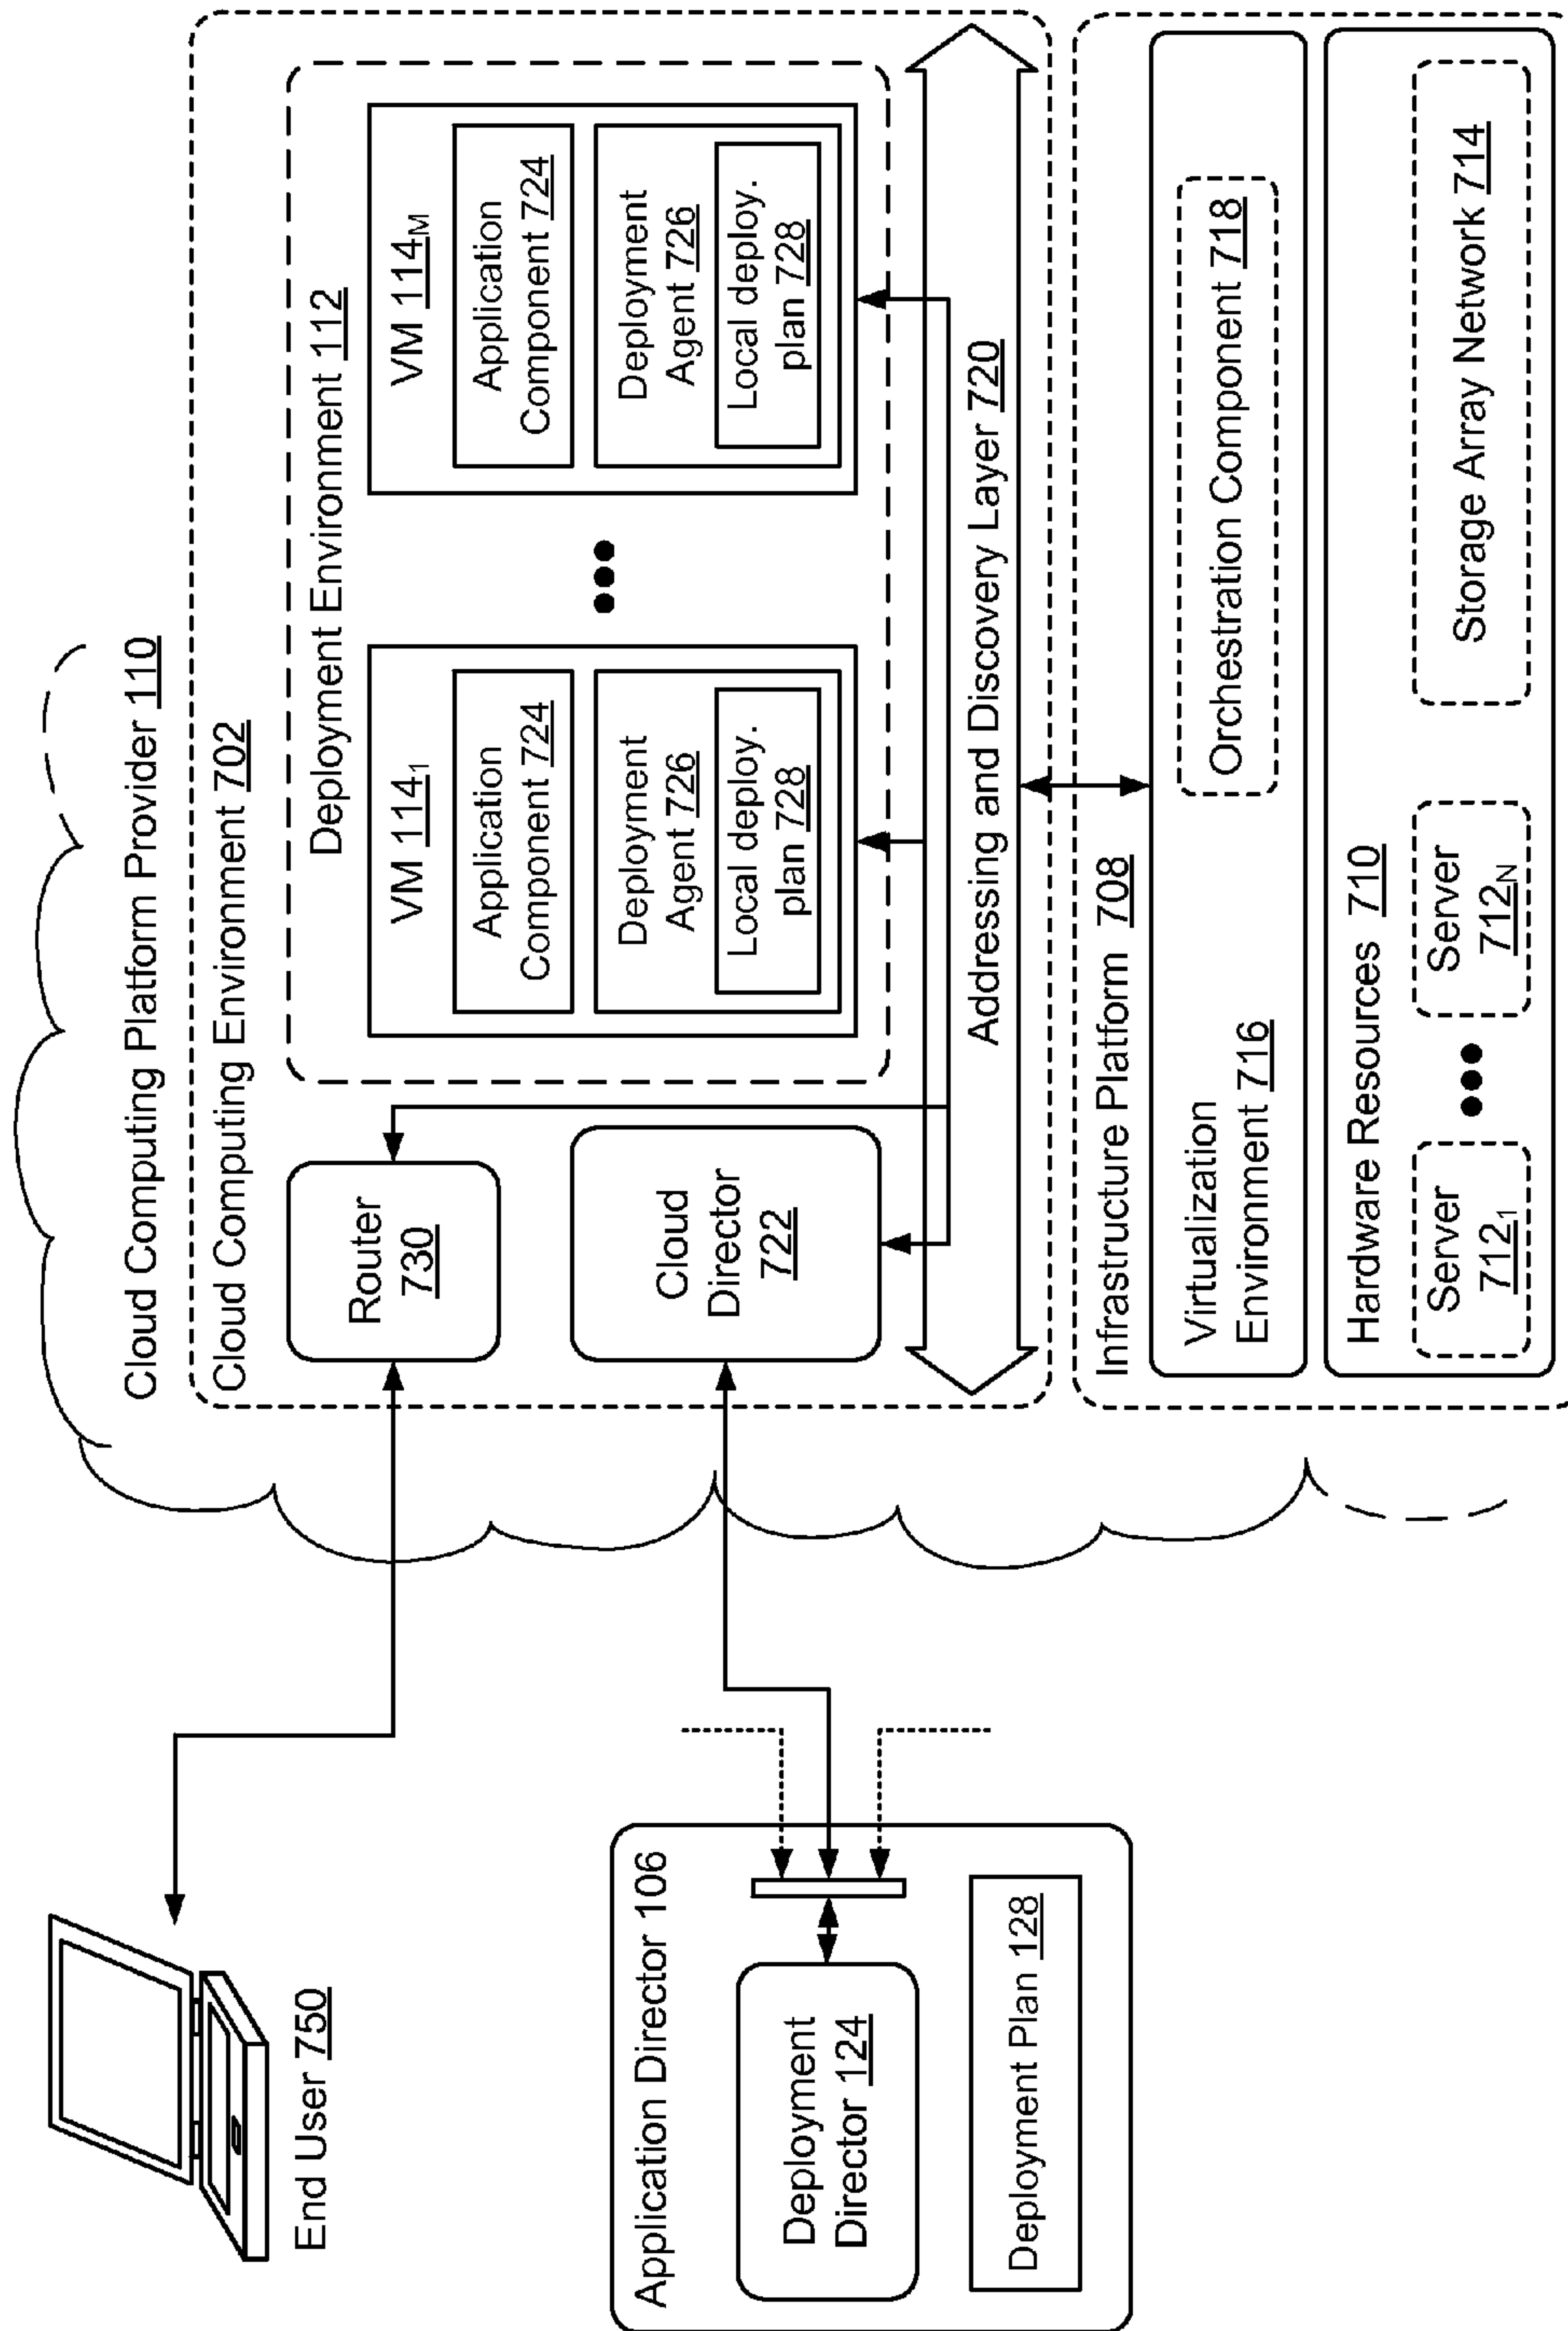 End User 750
Application Director 106
Deployment
Director 124
Deployment Plan 128
Cloud Computing Platform Provider 110
Cloud Computing Environment 702
Router
730
Cloud
Director
722
Deployment Environment 112
VM 114₁
Application
Component 724
Deployment
Agent 726
Local deploy.
plan 728
VM 114M
Application
Component 724
Deployment
Agent 726
Local deploy.
plan 728
Addressing and Discovery Layer 720
Infrastructure Platform 708
Virtualization
Environment 716
Orchestration Component 718
Hardware Resources 710
Server
712₁
Server
712N
Storage Array Network 714